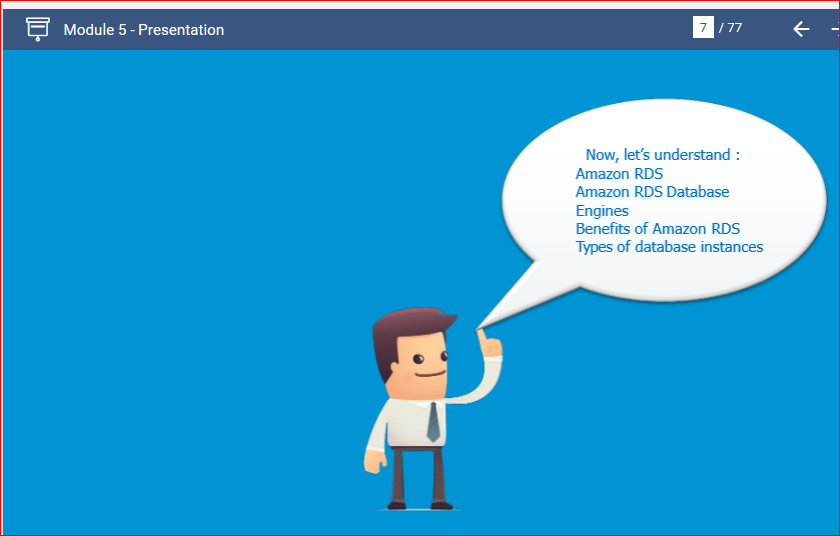 Module 5 - Presentation
7 / 77
Now, let's understand :
Amazon RDS
Amazon RDS Database
Engines
Benefits of Amazon RDS
Types of database instances